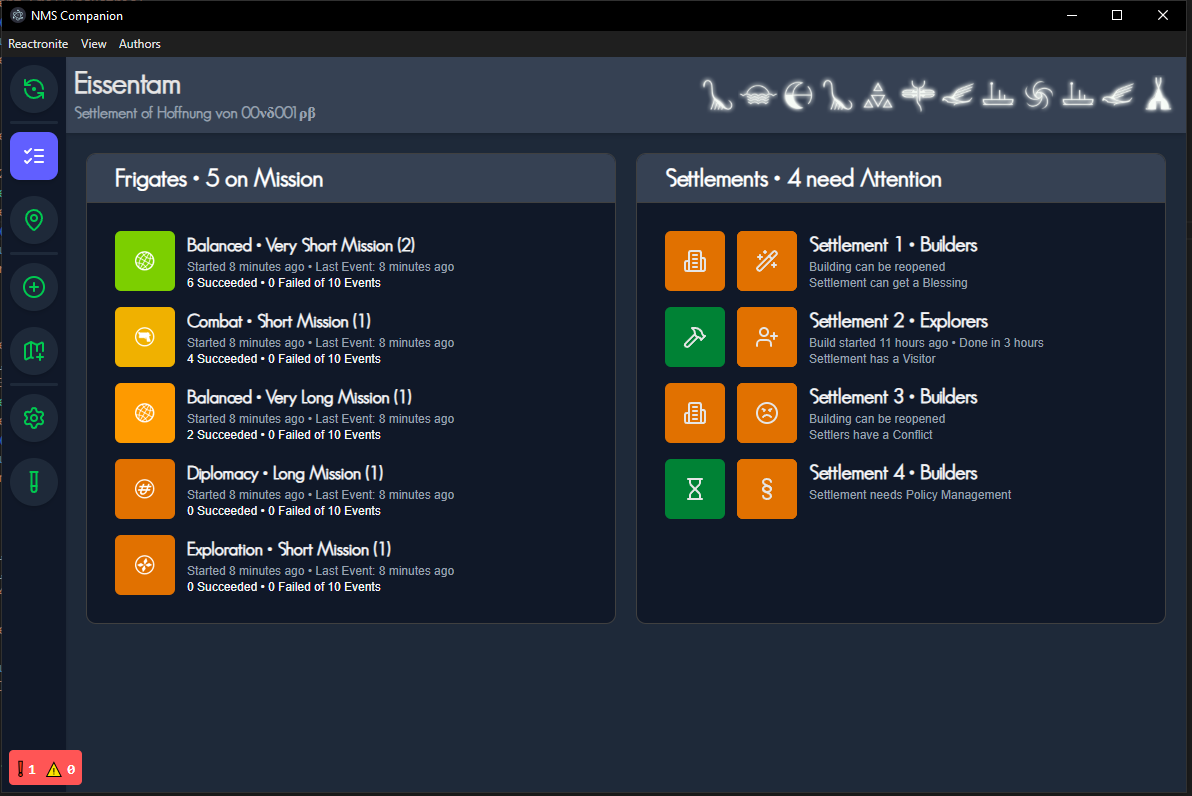 NMS Companion
Reactronite View Authors
Eissentam
Settlement of Hoffnung von 00νδ001ρβ
Frigates • 5 on Mission
Balanced • Very Short Mission (2)
Started 8 minutes ago • Last Event: 8 minutes ago
6 Succeeded • 0 Failed of 10 Events
Combat • Short Mission (1)
Started 8 minutes ago • Last Event: 8 minutes ago
4 Succeeded • 0 Failed of 10 Events
Balanced • Very Long Mission (1)
Started 8 minutes ago • Last Event: 8 minutes ago
2 Succeeded • 0 Failed of 10 Events
Diplomacy • Long Mission (1)
Started 8 minutes ago • Last Event: 8 minutes ago
0 Succeeded • 0 Failed of 10 Events
Exploration • Short Mission (1)
Started 8 minutes ago • Last Event: 8 minutes ago
0 Succeeded • 0 Failed of 10 Events
Settlements • 4 need Attention
Settlement 1 • Builders
Building can be reopened
Settlement can get a Blessing
Settlement 2 • Explorers
Build started 11 hours ago • Done in 3 hours
Settlement has a Visitor
Settlement 3 • Builders
Building can be reopened
Settlers have a Conflict
§
Settlement 4 • Builders
Settlement needs Policy Management
1 0